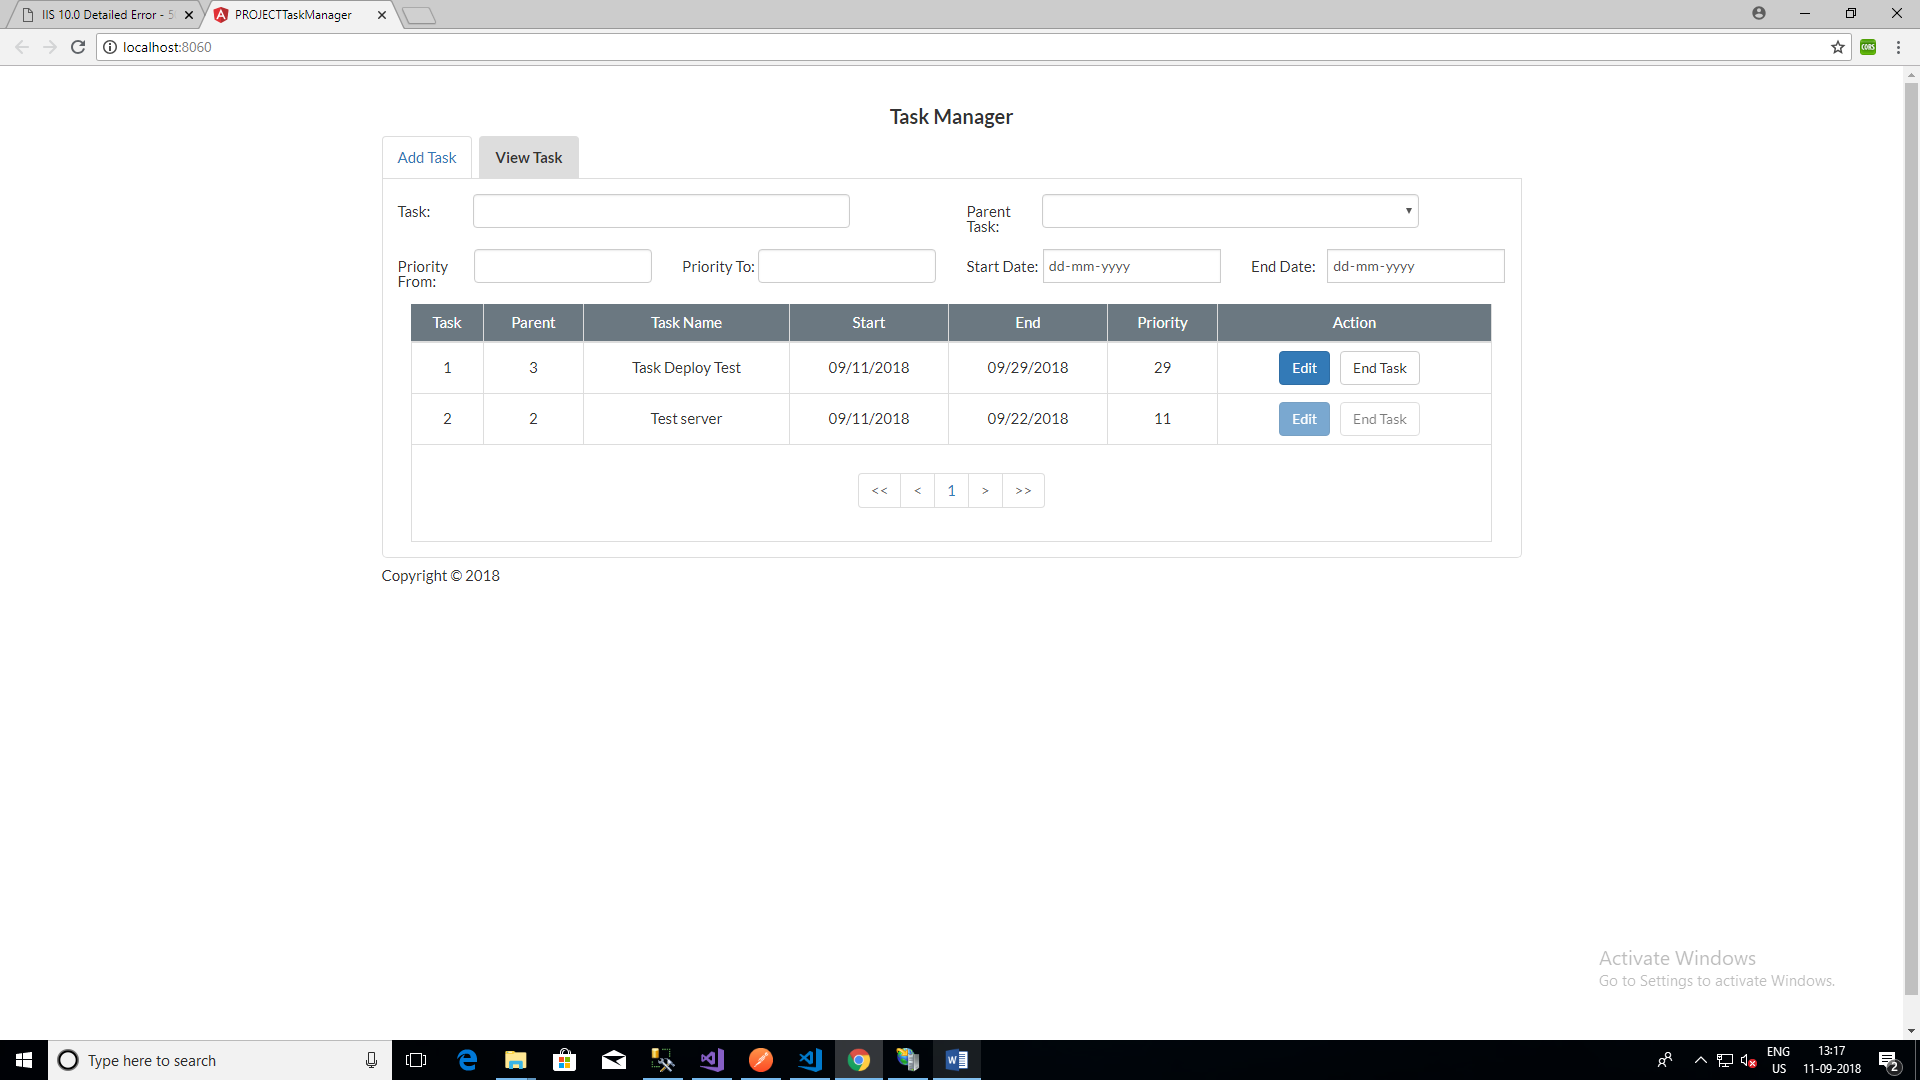 IIS 10.0 Detailed Error - 5
PROJECTTaskManager
localhost:8060
CORS
Task Manager
Add Task
View Task
Task:
Parent Task:
Priority From:
Priority To:
Start Date:
dd-mm-yyyy
End Date:
dd-mm-yyyy
Task Parent Task Name Start End Priority Action
1 3 Task Deploy Test 09/11/2018 09/29/2018 29 Edit End Task
2 2 Test server 09/11/2018 09/22/2018 11 Edit End Task
<< < 1 > >>
Copyright © 2018
Activate Windows
Go to Settings to activate Windows.
Type here to search
ENG
US
13:17
11-09-2018
2